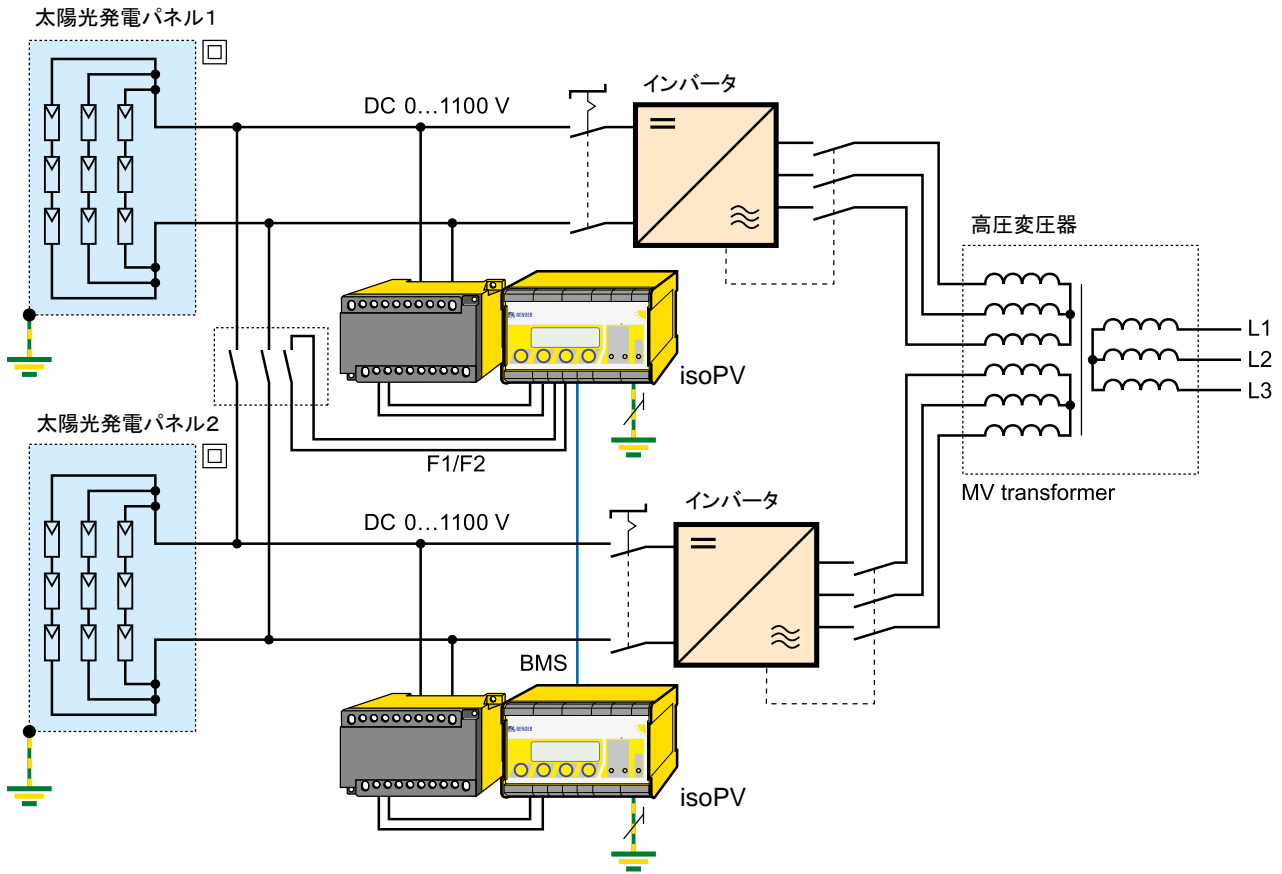 太陽光発電パネル1
DC 0...1100 V
インバータ
高圧変圧器
BENDER
isoPV
L1
L2
L3
F1/F2
MV transformer
太陽光発電パネル2
DC 0...1100 V
インバータ
BMS
BENDER
isoPV